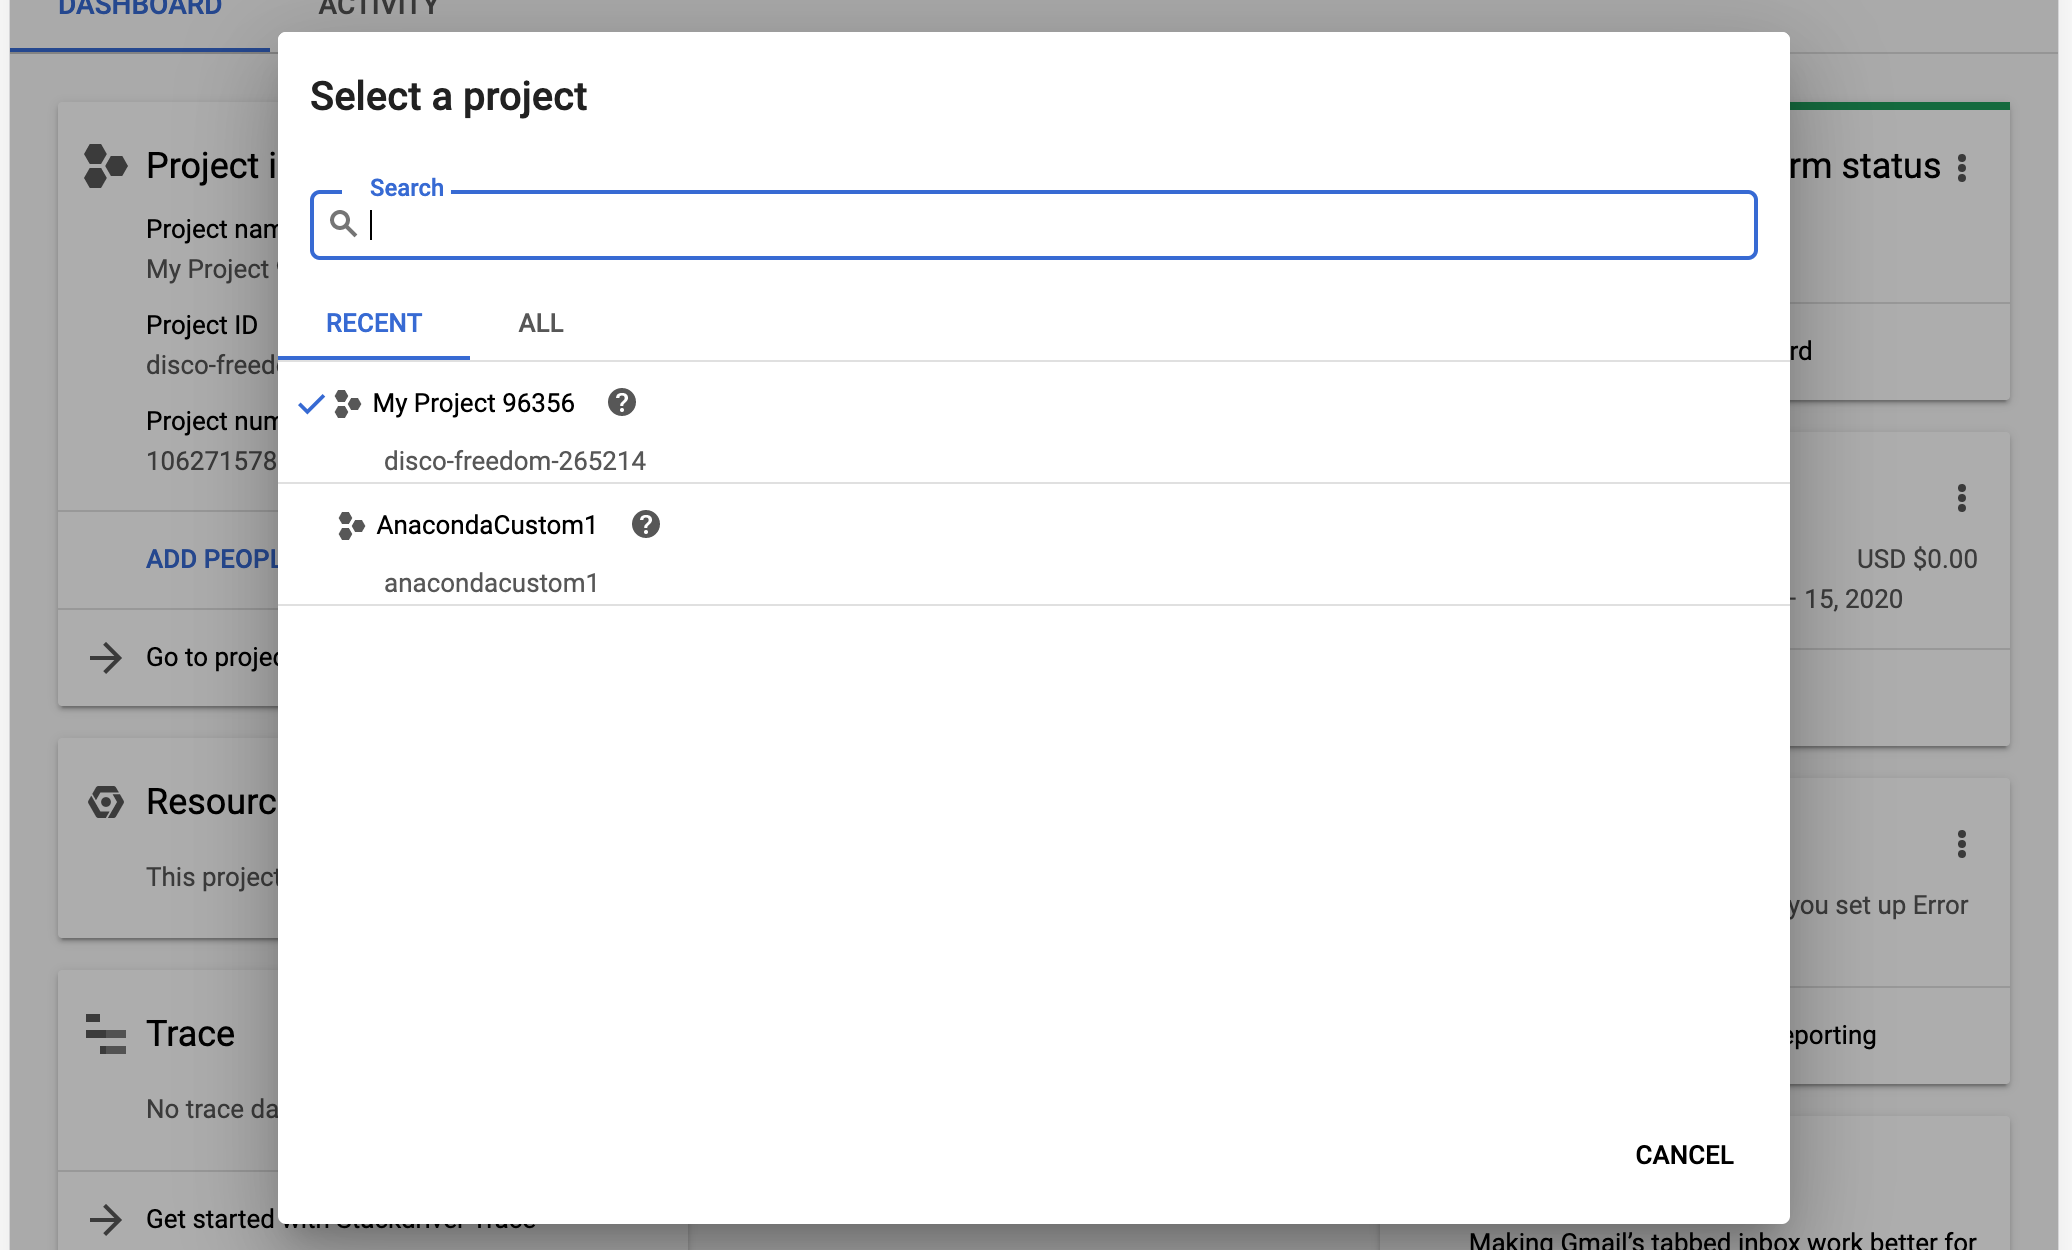 DASHBOARD
ACTIVITY
Select a project
Search
RECENT
ALL
My Project 96356
disco-freedom-265214
AnacondaCustom1
anacondacustom1
CANCEL
Project i
Project nam
My Project
Project ID
disco-freed
Project num
106271578
ADD PEOPL
Go to projec
Resourc
This project
Trace
No trace da
Get started with Stackdriver Trace
rm status
rd
USD $0.00
- 15, 2020
you set up Error
eporting
Making Gmail's tabbed inbox work better for